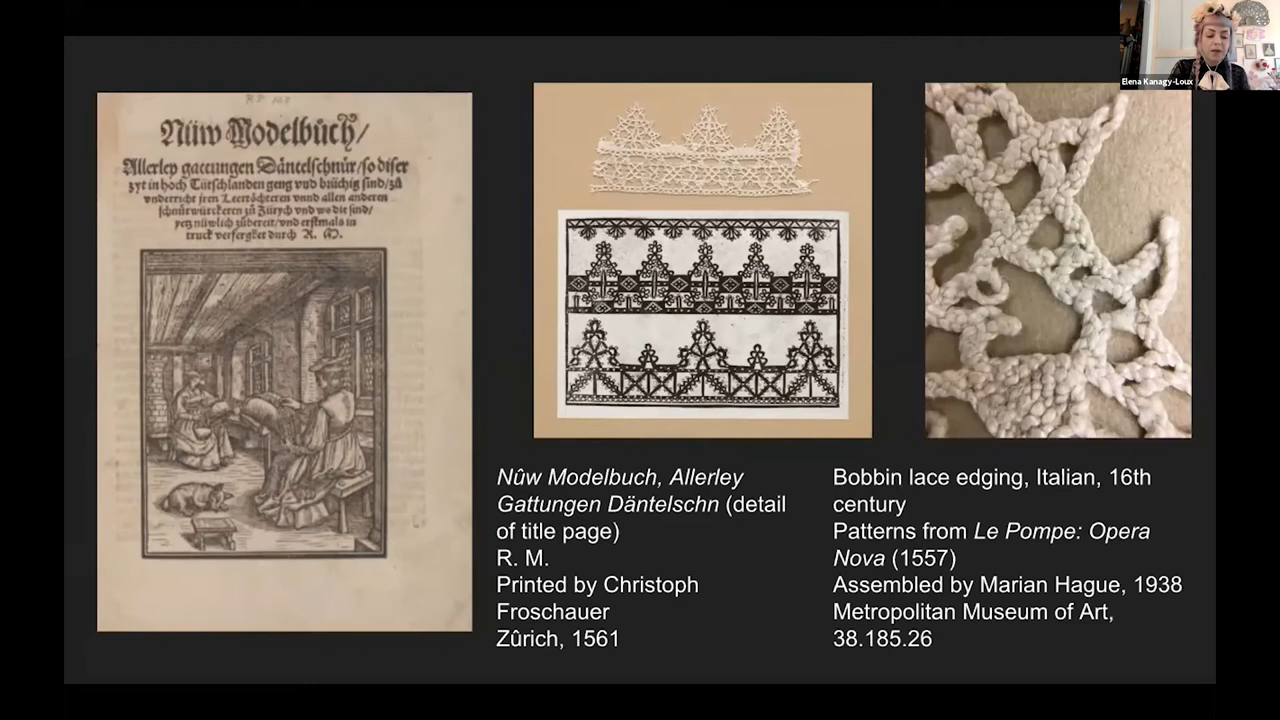 Elena Kanagy-Loux
Nüw Modelbůch/
Allerley gattungen Däntelschnür/so diser
zyt in hoch Tütschlanden geng vnd brüchig sind/zů
vnderricht jren Leertöchteren vnnd allen anderen
schnürwürckeren zů Zürych vnd wo die sind/
yetz nüwlich zůbereit/vnd erstmals in
truck verfergket durch R. M.
Nûw Modelbuch, Allerley
Gattungen Däntelschn (detail
of title page)
R. M.
Printed by Christoph
Froschauer
Zûrich, 1561
Bobbin lace edging, Italian, 16th
century
Patterns from Le Pompe: Opera
Nova (1557)
Assembled by Marian Hague, 1938
Metropolitan Museum of Art,
38.185.26